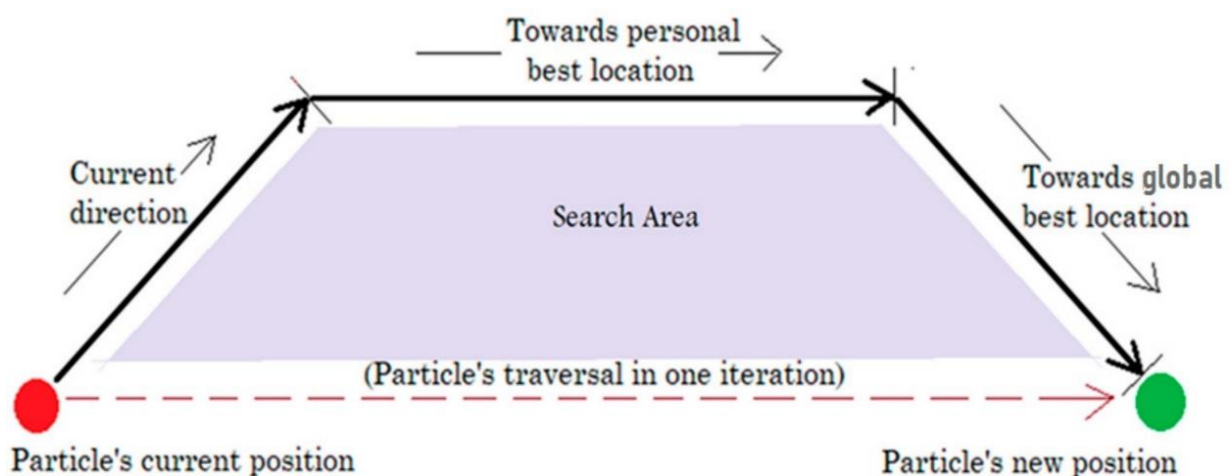 Towards personal
best location
Current
direction
Towards global
best location
Search Area
(Particle's traversal in one iteration)
Particle's current position
Particle's new position